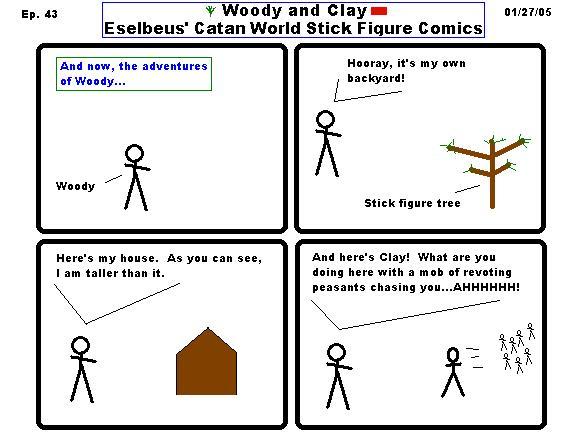 Ep. 43
Woody and Clay
01/27/05
Eselbeus' Catan World Stick Figure Comics
And now, the adventures
of Woody...
Woody
Hooray, it's my own
backyard!
Stick figure tree
Here's my house. As you can see,
I am taller than it.
And here's Clay! What are you
doing here with a mob of revoting
peasants chasing you...AHHHHHH!